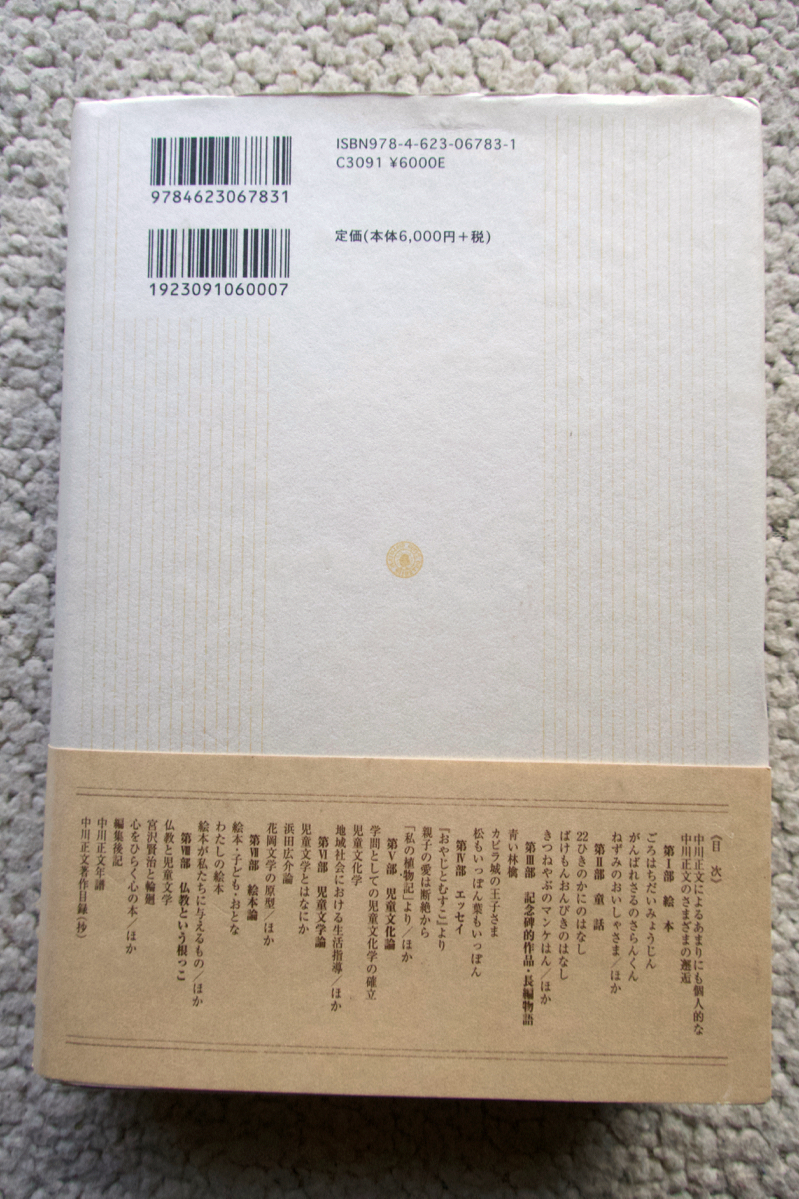 ISBN978-4-623-06783-1
C3091 ¥6000E
9784623067831
定価(本体6,000円+税)
1923091060007
《目 次》
中川正文によるあまりにも個人的な
中川正文のさまざまの邂逅
第Ⅰ部 絵 本
ごろはちだいみょうじん
がんばれさるのさらんくん
ねずみのおいしゃさま/ほか
第Ⅱ部 童 話
22ひきのかにのはなし
ばけもんおんびきのはなし
きつねやぶのマンケはん/ほか
第Ⅲ部 記念碑的作品・長編物語
青い林檎
カピラ城の王子さま
松もいっぽん葉もいっぽん
第Ⅳ部 エッセイ
『おやじとむすこ』より
親子の愛は断絶から
「私の植物記」より/ほか
第Ⅴ部 児童文化論
学問としての児童文化学の確立
児童文化学
地域社会における生活指導/ほか
第Ⅵ部 児童文学論
児童文学とはなにか
浜田広介論
花岡文学の原型/ほか
第Ⅶ部 絵本論
絵本・子ども・おとな
わたしの絵本
絵本が私たちに与えるもの/ほか
第Ⅷ部 仏教という根っこ
仏教と児童文学
宮沢賢治と輪廻
心をひらく心の本/ほか
編集後記
中川正文年譜
中川正文著作目録(抄)